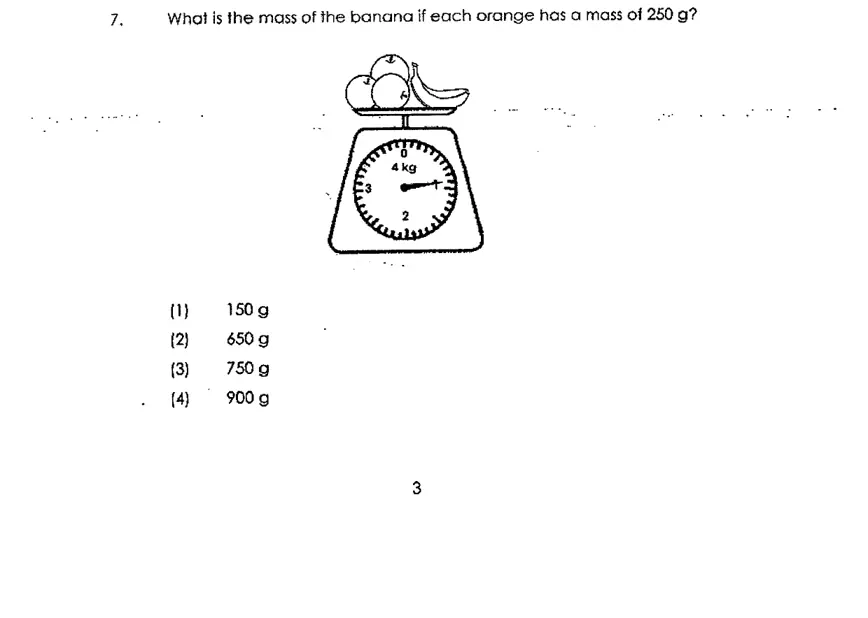 7. What is the mass of the banana if each orange has a mass of 250 g?
0
4 kg
3
1
2
(1) 150 g
(2) 650 g
(3) 750 g
(4) 900 g
3